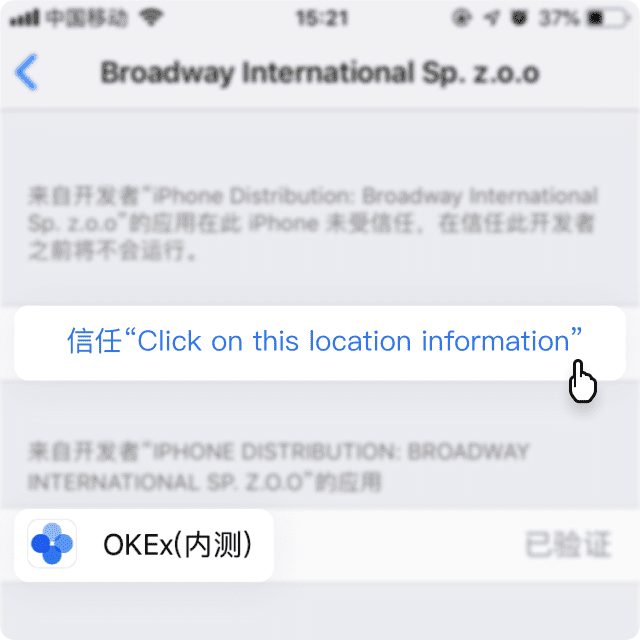 中国移动 15:21 37%
Broadway International Sp. z.o.o
来自开发者“iPhone Distribution: Broadway International
Sp. z.o.o”的应用在此 iPhone 未受信任，在信任此开发者
之前将不会运行。
信任“Click on this location information”
来自开发者“IPHONE DISTRIBUTION: BROADWAY
INTERNATIONAL SP. Z.O.O”的应用
OKEx(内测) 已验证